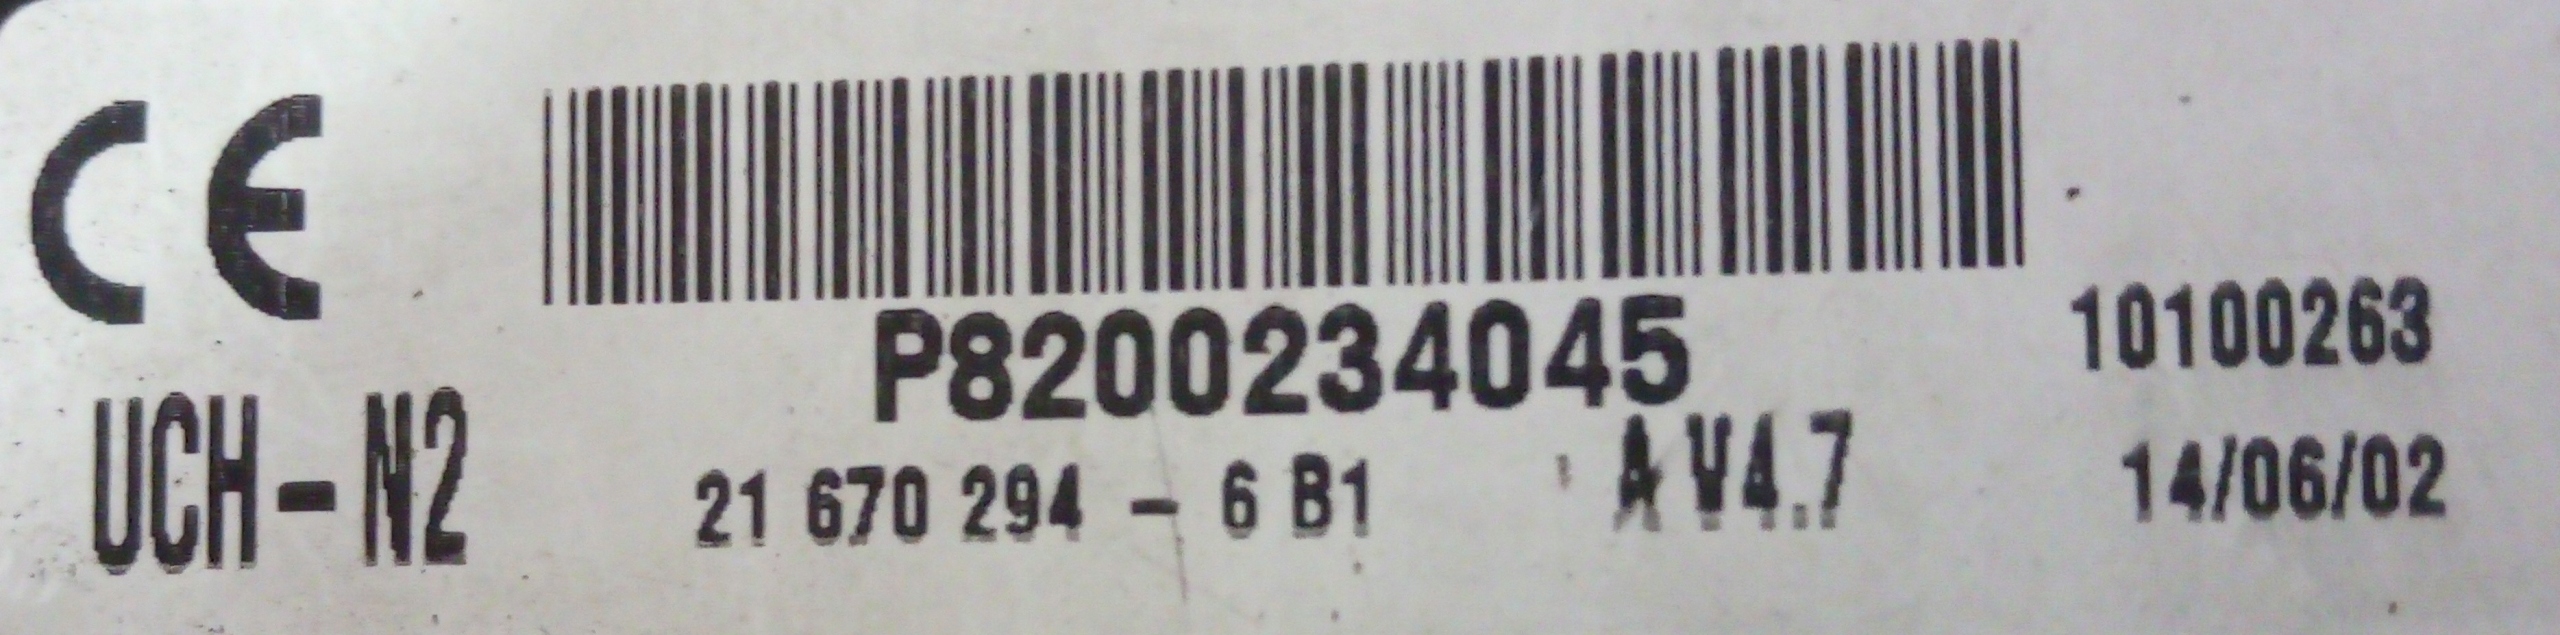 CE
P8200234045
10100263
UCH-N2
21 670 294 - 6 B1
A V4.7
14/06/02